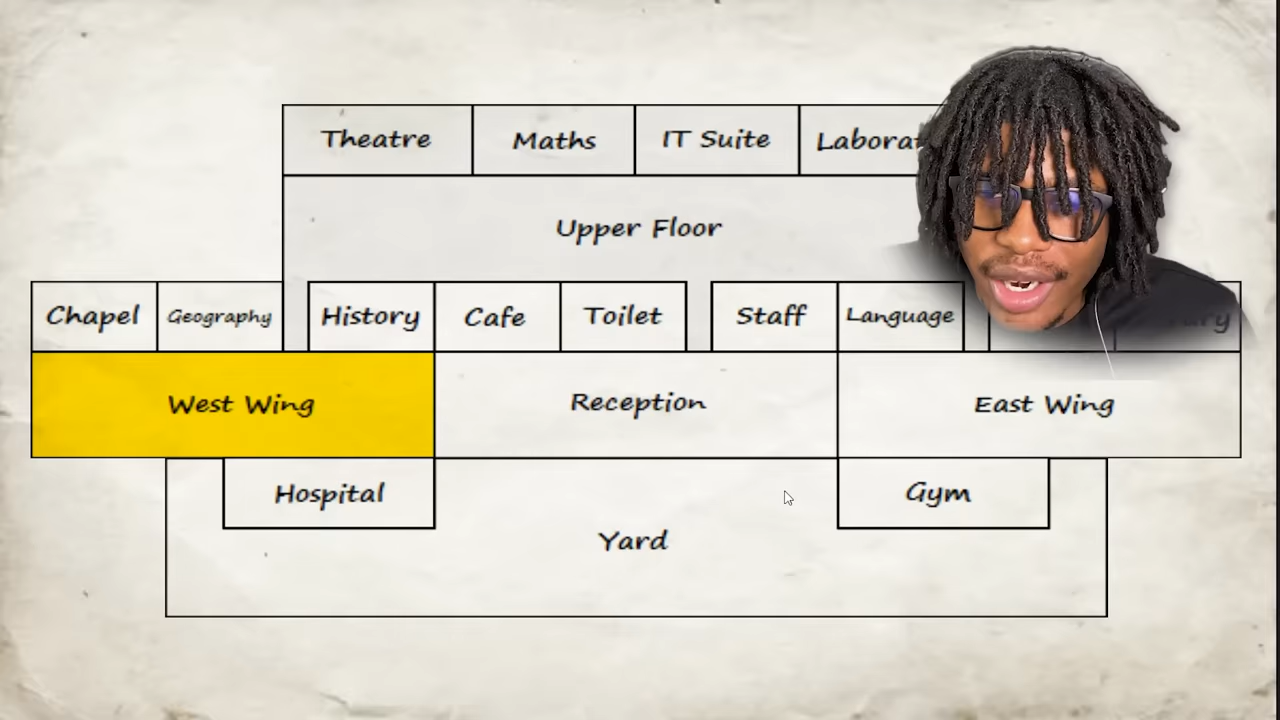 Theatre
Maths
IT Suite
Upper Floor
Chapel
Geography
History
Cafe
Toilet
Staff
Language
West Wing
Reception
East Wing
Hospital
Gym
Yard